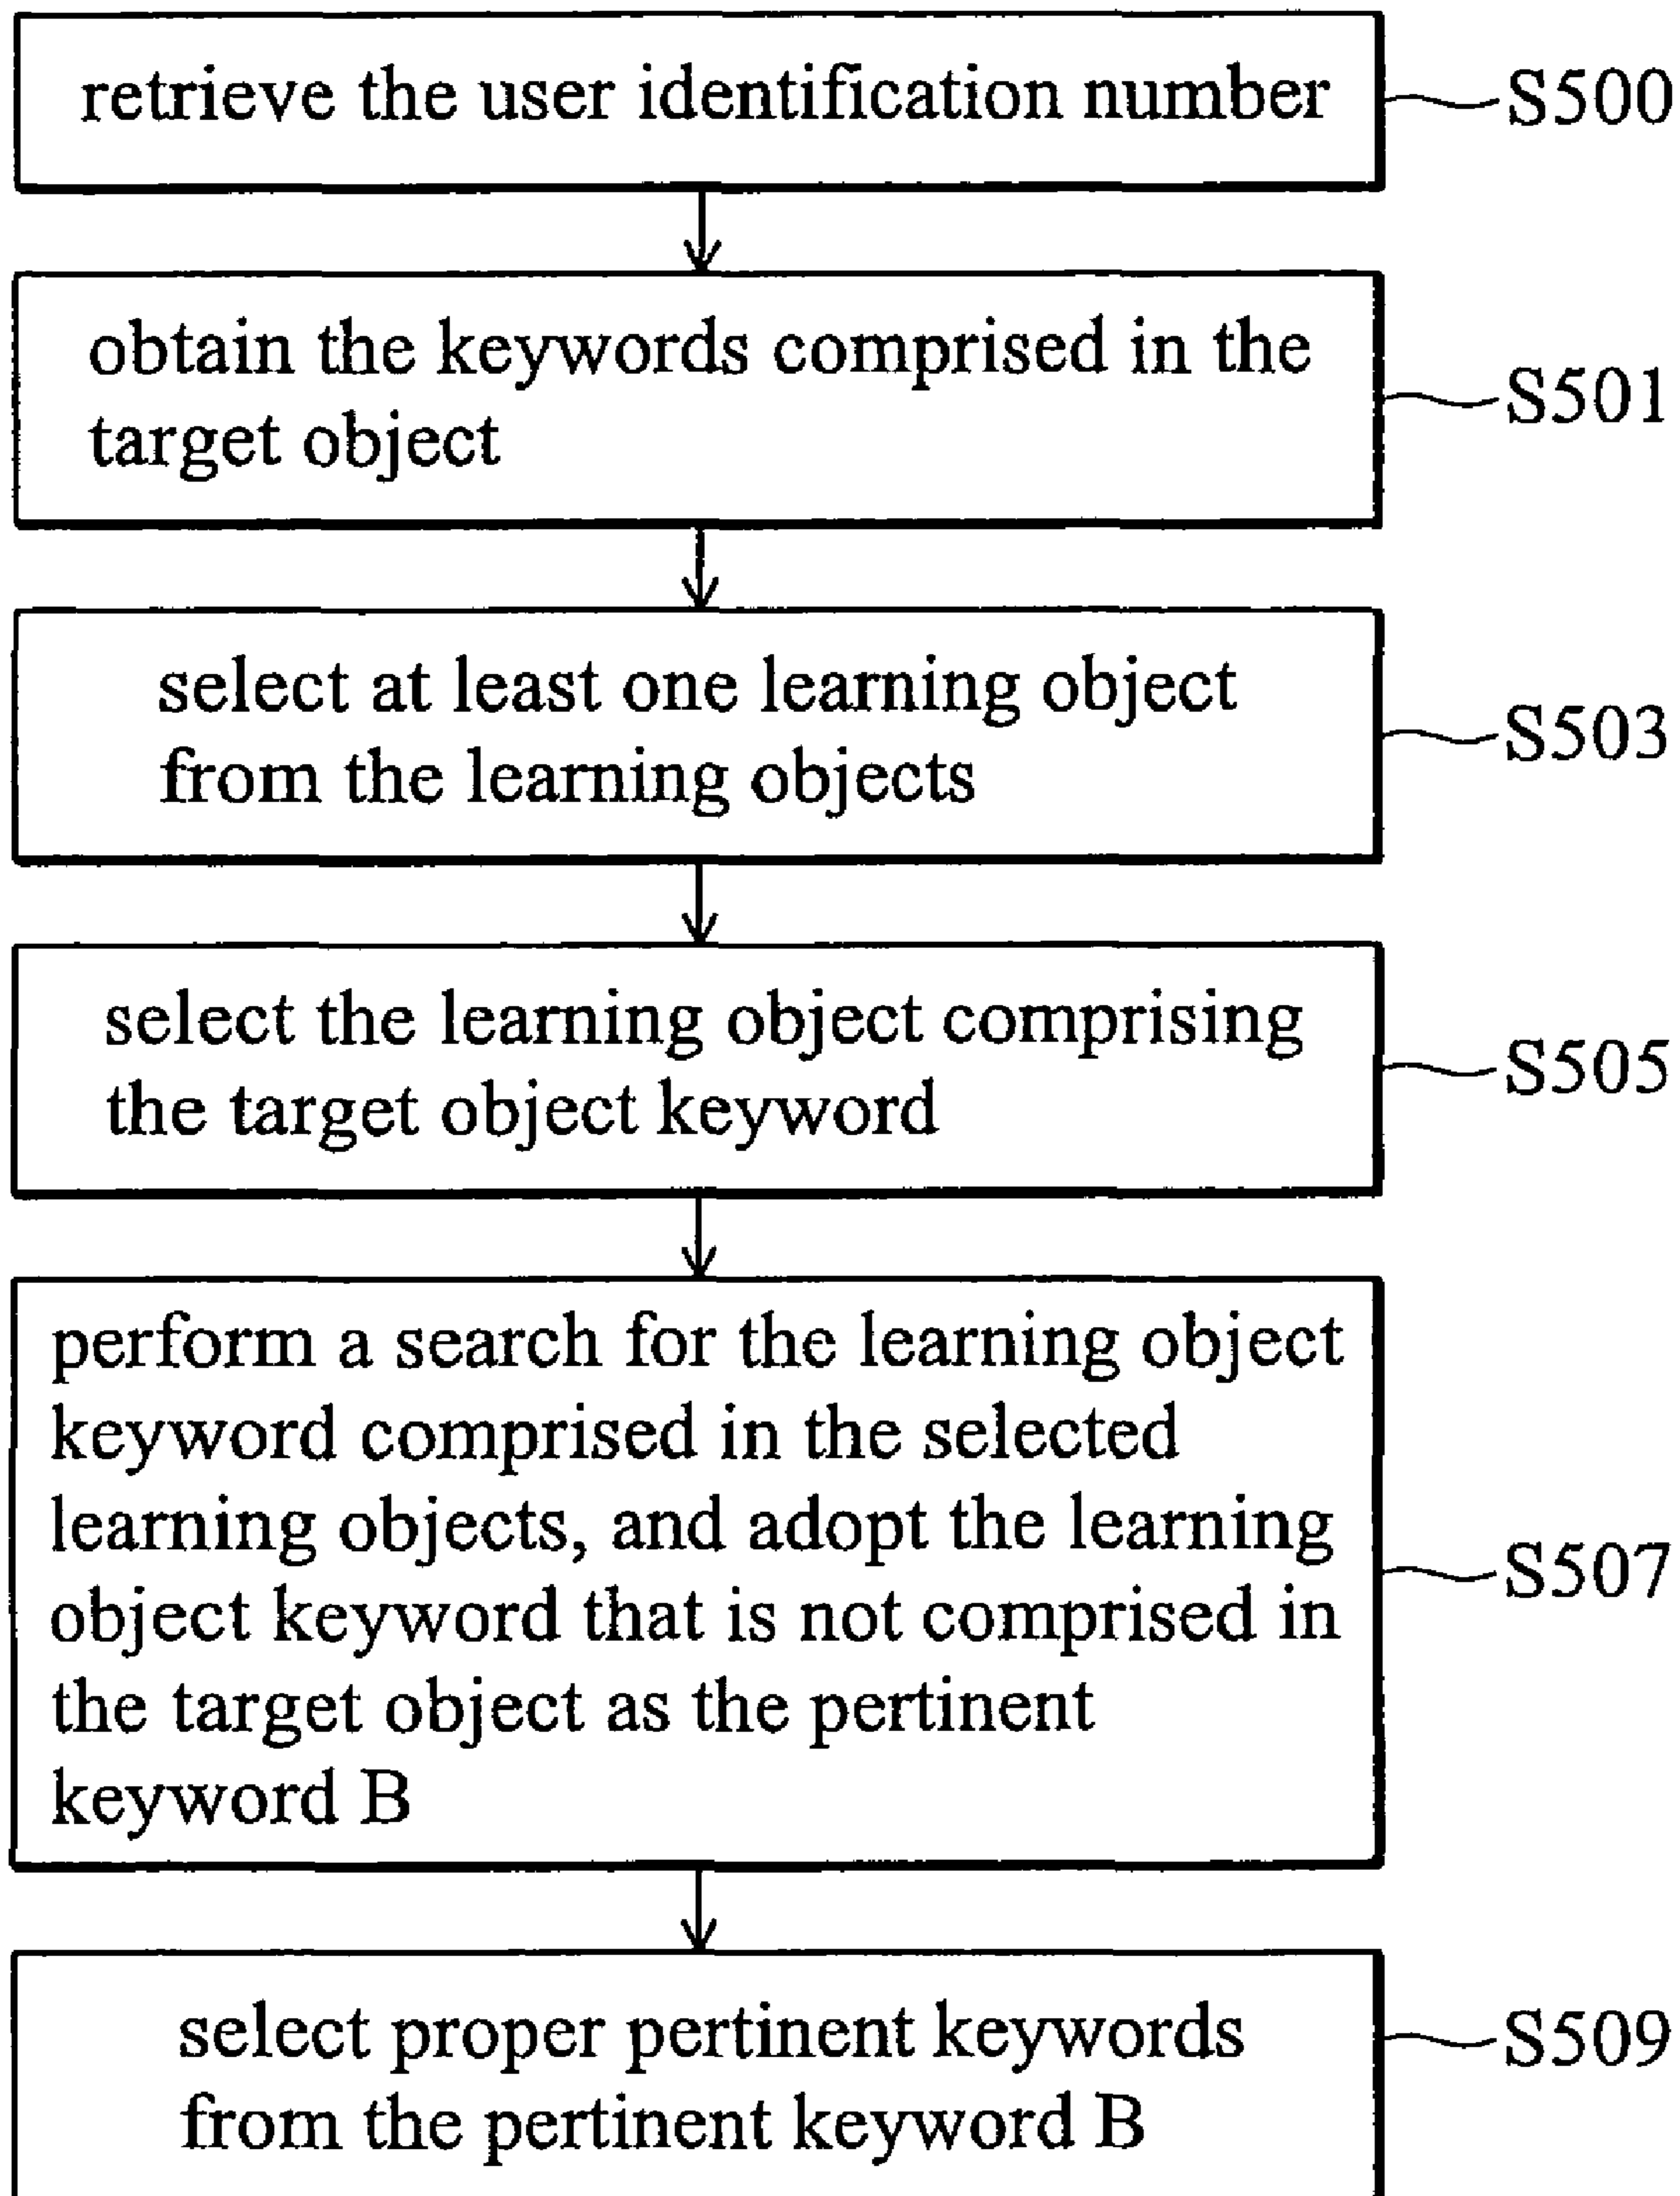 retrieve the user identification number
S500
obtain the keywords comprised in the
target object
S501
select at least one learning object
from the learning objects
S503
select the learning object comprising
the target object keyword
S505
perform a search for the learning object
keyword comprised in the selected
learning objects, and adopt the learning
object keyword that is not comprised in
the target object as the pertinent
keyword B
S507
select proper pertinent keywords
from the pertinent keyword B
S509